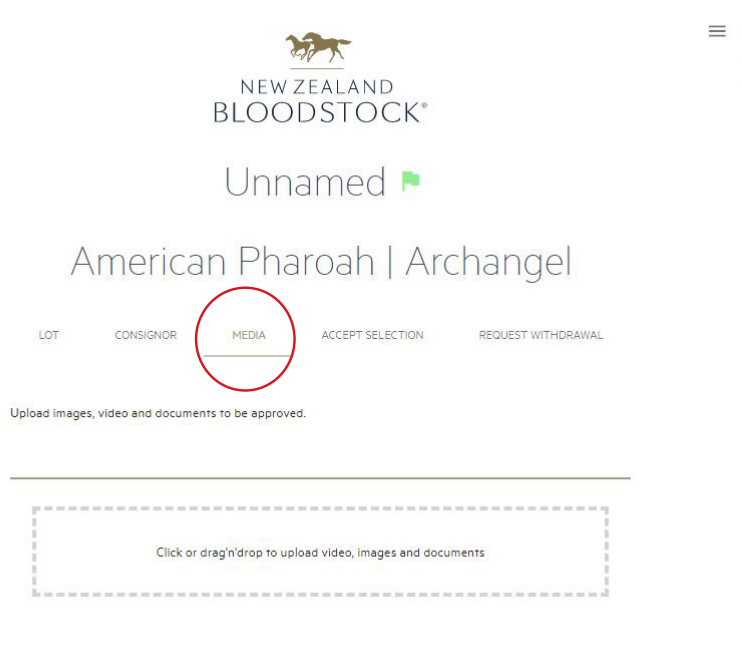 NEW ZEALAND
BLOODSTOCK®
Unnamed
American Pharoah | Archangel
LOT CONSIGNOR MEDIA ACCEPT SELECTION REQUEST WITHDRAWAL
Upload images, video and documents to be approved.
Click or drag'n'drop to upload video, images and documents